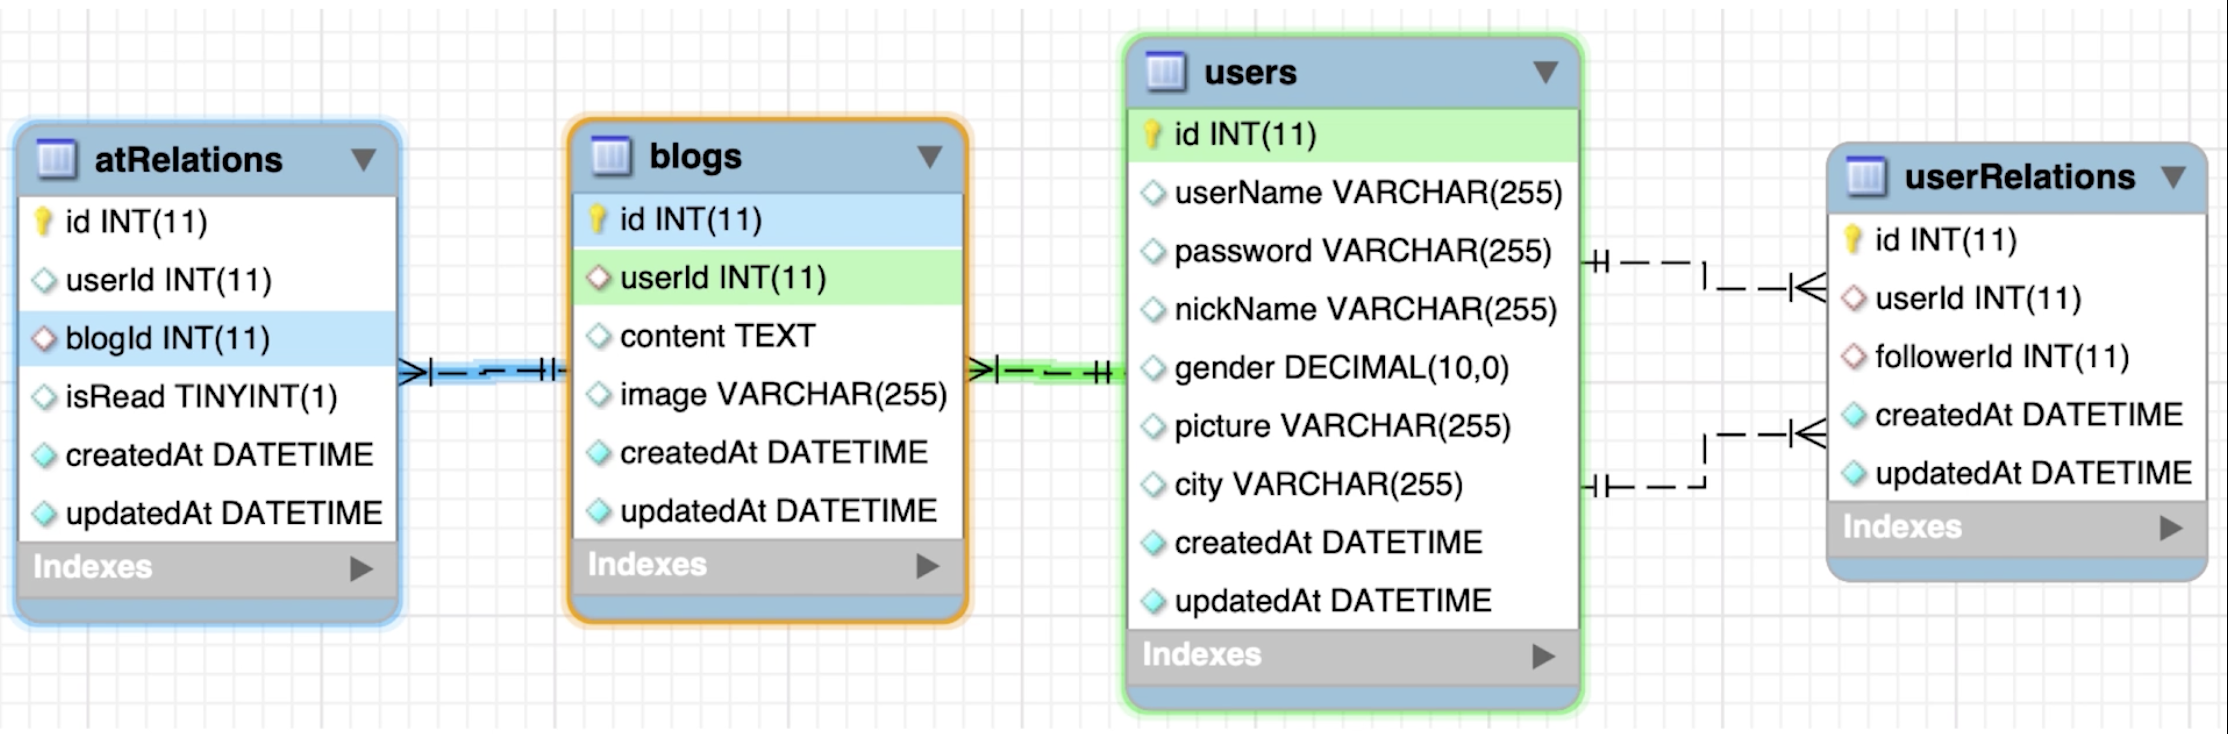 atRelations
id INT(11)
userId INT(11)
blogId INT(11)
isRead TINYINT(1)
createdAt DATETIME
updatedAt DATETIME
Indexes
blogs
id INT(11)
userId INT(11)
content TEXT
image VARCHAR(255)
createdAt DATETIME
updatedAt DATETIME
Indexes
users
id INT(11)
userName VARCHAR(255)
password VARCHAR(255)
nickName VARCHAR(255)
gender DECIMAL(10,0)
picture VARCHAR(255)
city VARCHAR(255)
createdAt DATETIME
updatedAt DATETIME
Indexes
userRelations
id INT(11)
userId INT(11)
followerId INT(11)
createdAt DATETIME
updatedAt DATETIME
Indexes